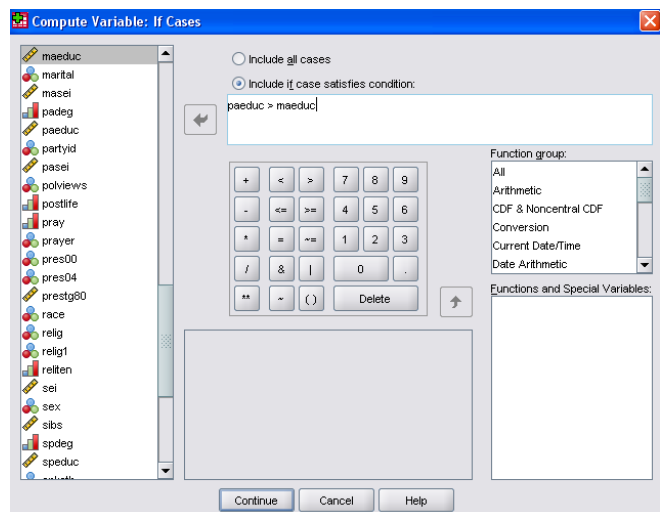 Compute Variable: If Cases
maeduc
marital
masei
padeg
paeduc
partyid
pasei
polviews
postlife
pray
prayer
pres00
pres04
prestg80
race
relig
relig1
reliten
sei
sex
sibs
spdeg
speduc
Include all cases
Include if case satisfies condition:
paeduc > maeduc
+ < > 7 8 9
- <= >= 4 5 6
* = ~= 1 2 3
/ & | 0 .
** ~ ( ) Delete
Function group:
All
Arithmetic
CDF & Noncentral CDF
Conversion
Current Date/Time
Date Arithmetic
Functions and Special Variables:
Continue Cancel Help